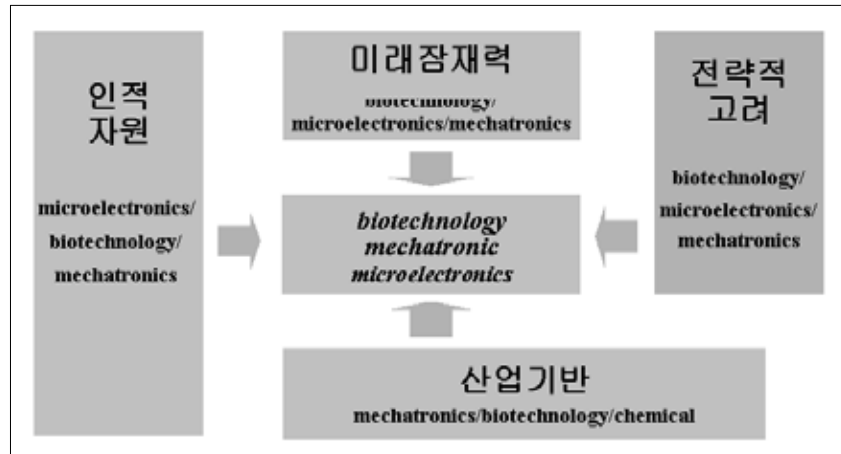 인적
자원
microelectronics/
biotechnology/
mechatronics
미래잠재력
biotechnology/
microelectronics/mechatronics
전략적
고려
biotechnology/
microelectronics/
mechatronics
biotechnology
mechatronic
microelectronics
산업기반
mechatronics/biotechnology/chemical